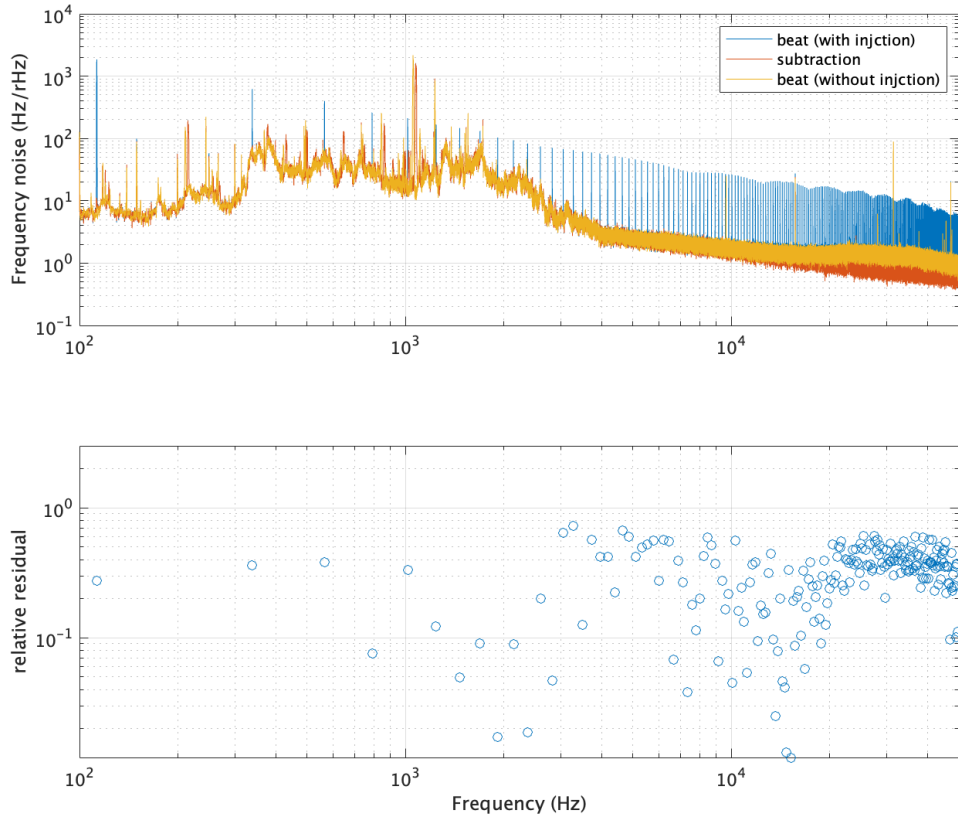 10^4
10^3
10^2
10^1
10^0
10^-1
Frequency noise (Hz/rHz)
beat (with injction)
subtraction
beat (without injction)
10^2
10^3
10^4
10^0
10^-1
relative residual
10^2
10^3
10^4
Frequency (Hz)